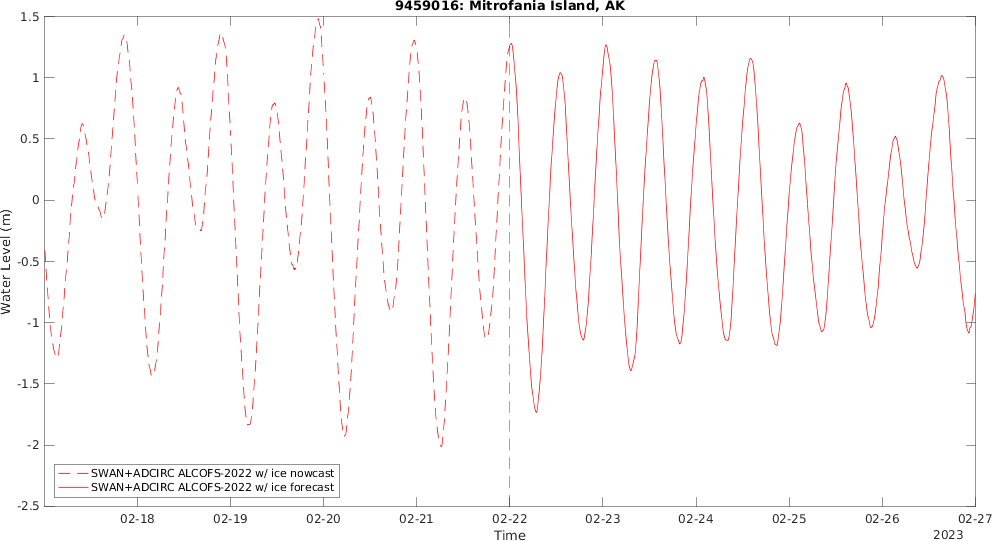 9459016: Mitrofania Island, AK
1.5
1
0.5
0
-0.5
-1
-1.5
-2
-2.5
Water Level (m)
SWAN+ADCIRC ALCOFS-2022 w/ ice nowcast
SWAN+ADCIRC ALCOFS-2022 w/ ice forecast
02-18 02-19 02-20 02-21 02-22 02-23 02-24 02-25 02-26 02-27
Time
2023